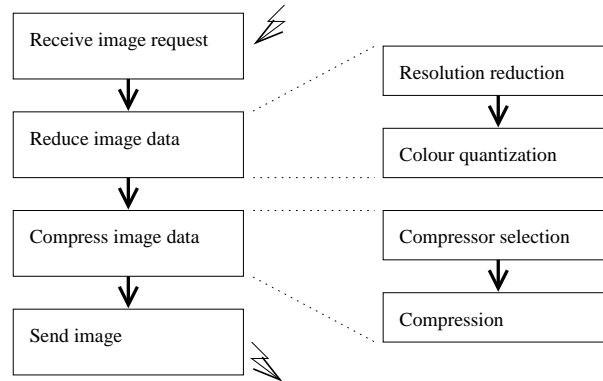 Receive image request
Reduce image data
Compress image data
Send image
Resolution reduction
Colour quantization
Compressor selection
Compression